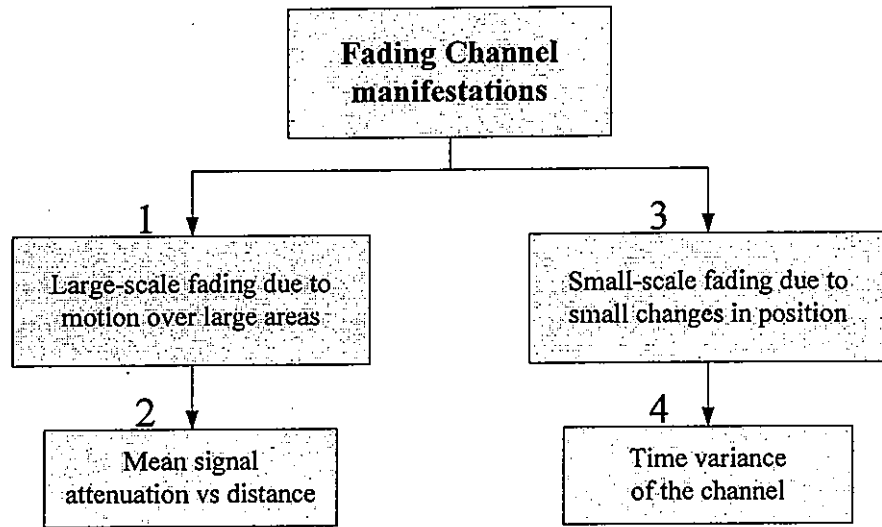 Fading Channel
manifestations
1
Large-scale fading due to
motion over large areas
2
Mean signal
attenuation vs distance
3
Small-scale fading due to
small changes in position
4
Time variance
of the channel